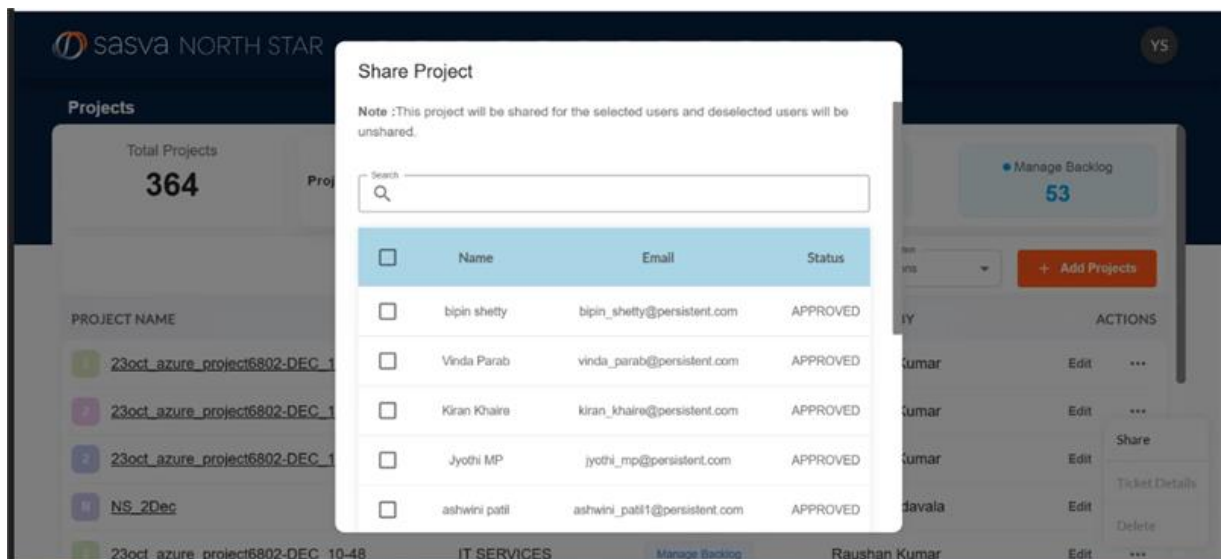 sasva NORTH STAR
YS
Projects
Total Projects
364
Proj
Manage Backlog
53
+ Add Projects
Share Project
Note :This project will be shared for the selected users and deselected users will be
unshared.
Search
Name Email Status
bipin shetty bipin_shetty@persistent.com APPROVED
Vinda Parab vinda_parab@persistent.com APPROVED
Kiran Khaire kiran_khaire@persistent.com APPROVED
Jyothi MP jyothi_mp@persistent.com APPROVED
ashwini patil ashwini_patil1@persistent.com APPROVED
PROJECT NAME BY ACTIONS
23oct_azure_project6802-DEC_1 Kumar Edit ...
23oct_azure_project6802-DEC_1 Kumar Edit
23oct_azure_project6802-DEC_1 Kumar Edit
NS_2Dec davala Edit
23oct_azure_project6802-DEC_10-48 IT SERVICES Manage Backlog Raushan Kumar Edit ...
Share
Ticket Details
Delete